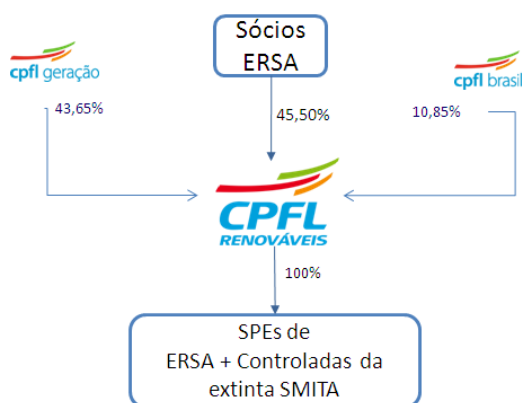 Sócios
ERSA
cpfl geração
cpfl brasil
43,65%
45,50%
10,85%
CPFL
RENOVÁVEIS
100%
SPEs de
ERSA + Controladas da
extinta SMITA